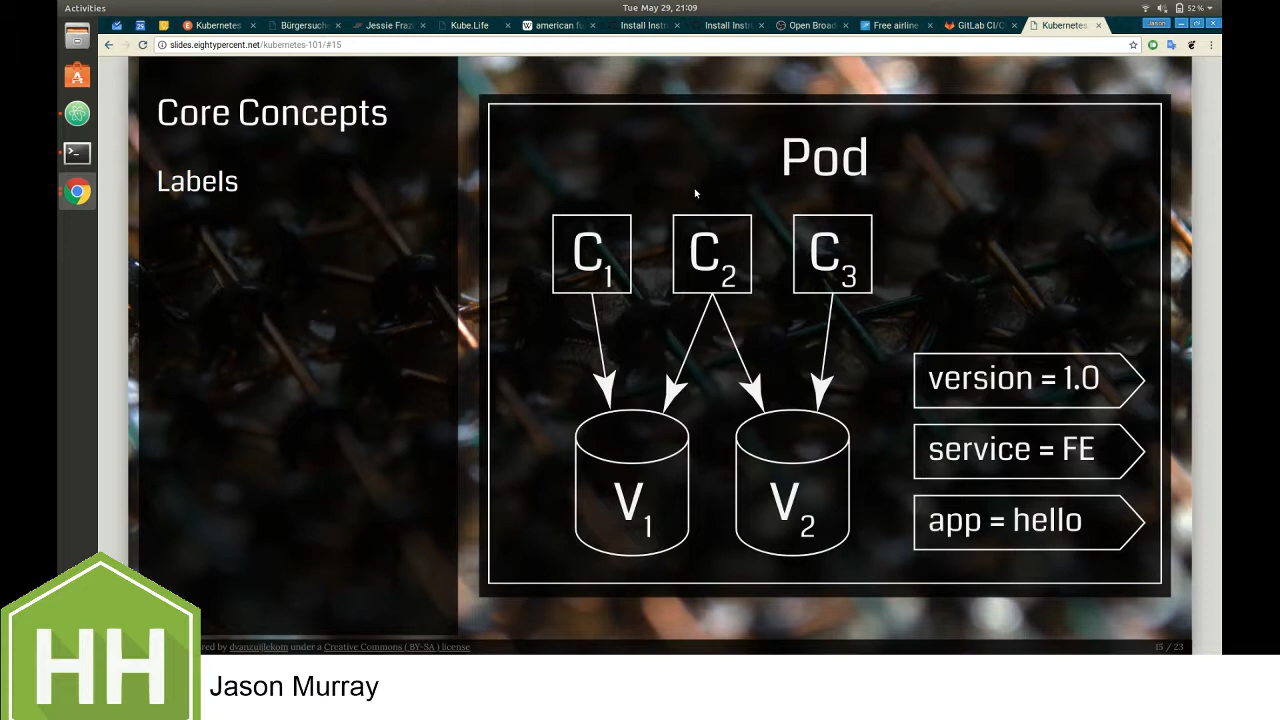 Activities
Tue May 29, 21:09
52 %
Kubernetes
Bürgersuche
Jessie Fraz
Kube.Life
american fu
Install Instr
Install Instr
Open Broad
Free airline
GitLab CI/C
Kubernetes
Jason
slides.eightypercent.net/kubernetes-101/#15
Core Concepts
Labels
Pod
C1
C2
C3
V1
V2
version = 1.0
service = FE
app = hello
red by dvanzuijlekom under a Creative Commons ( BY-SA ) license
15 / 23
HH
Jason Murray